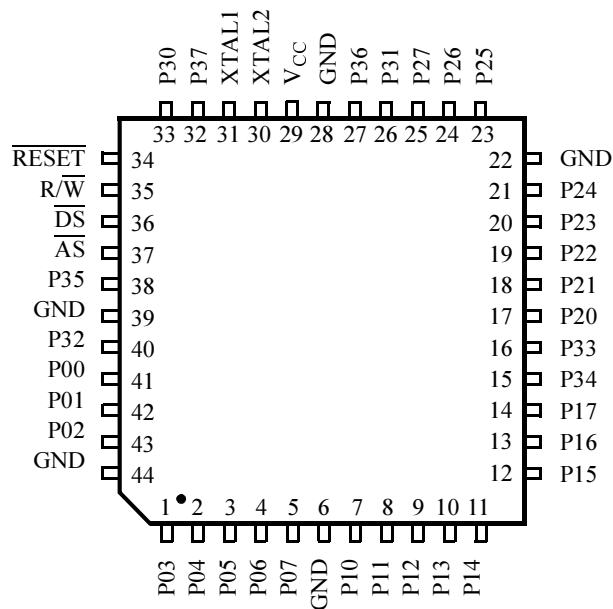 P30 P37 XTAL1 XTAL2 VCC GND P36 P31 P27 P26 P25
33 32 31 30 29 28 27 26 25 24 23
RESET 34 22 GND
R/W 35 21 P24
DS 36 20 P23
AS 37 19 P22
P35 38 18 P21
GND 39 17 P20
P32 40 16 P33
P00 41 15 P34
P01 42 14 P17
P02 43 13 P16
GND 44 12 P15
1 2 3 4 5 6 7 8 9 10 11
P03 P04 P05 P06 P07 GND P10 P11 P12 P13 P14